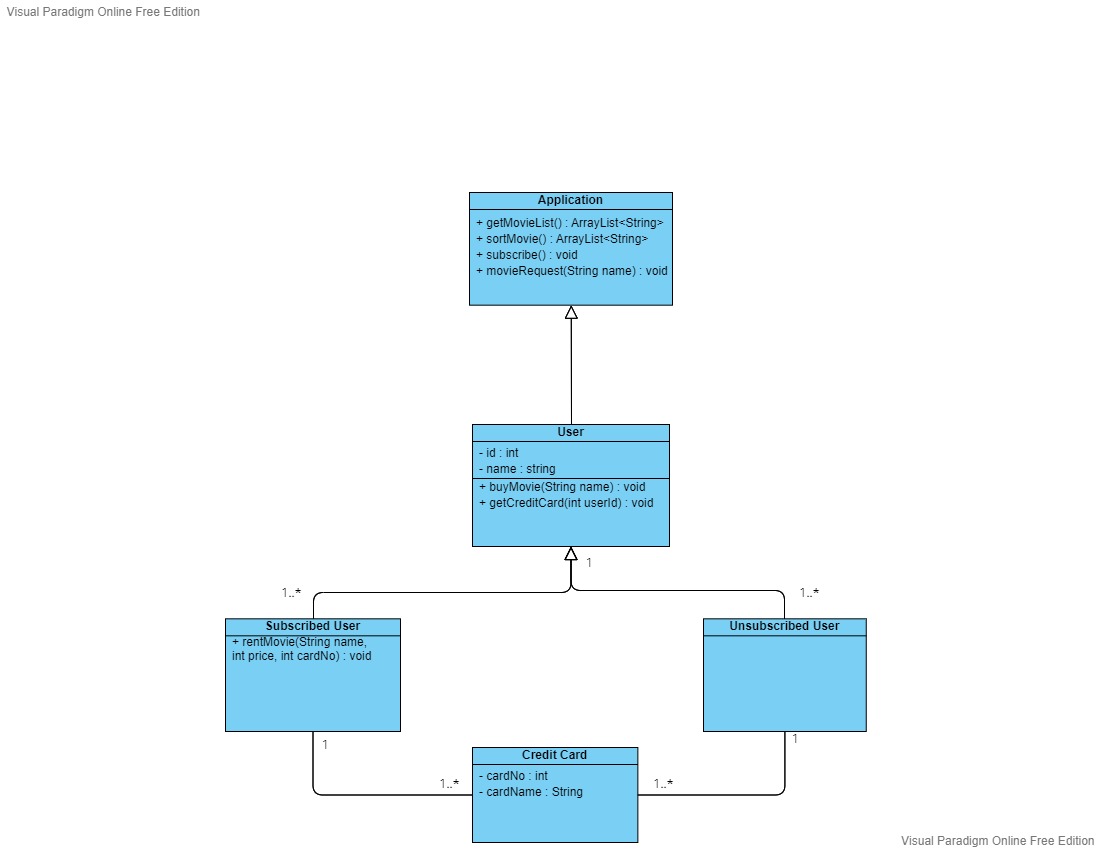 Visual Paradigm Online Free Edition
Application
+ getMovieList() : ArrayList<String>
+ sortMovie() : ArrayList<String>
+ subscribe() : void
+ movieRequest(String name) : void
User
- id : int
- name : string
+ buyMovie(String name) : void
+ getCreditCard(int userId) : void
1
1..*
1..*
Subscribed User
+ rentMovie(String name,
int price, int cardNo) : void
Unsubscribed User
1
1
Credit Card
- cardNo : int
- cardName : String
1..*
1..*
Visual Paradigm Online Free Edition